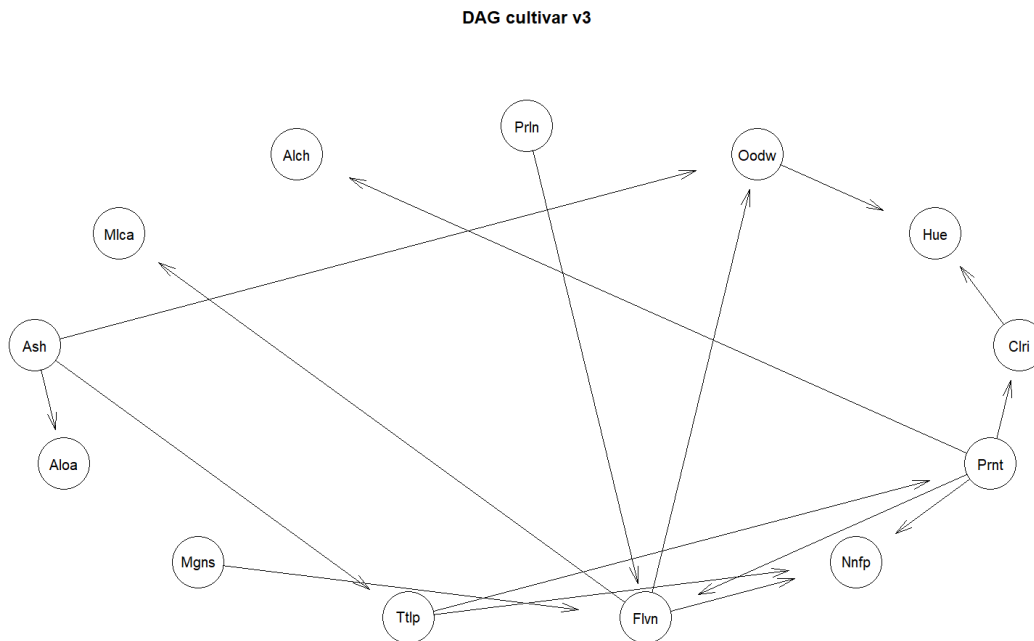 DAG cultivar v3
Prln
Alch
Oodw
Mlca
Hue
Ash
Clri
Aloa
Prnt
Mgns
Nnfp
Ttlp
Flvn